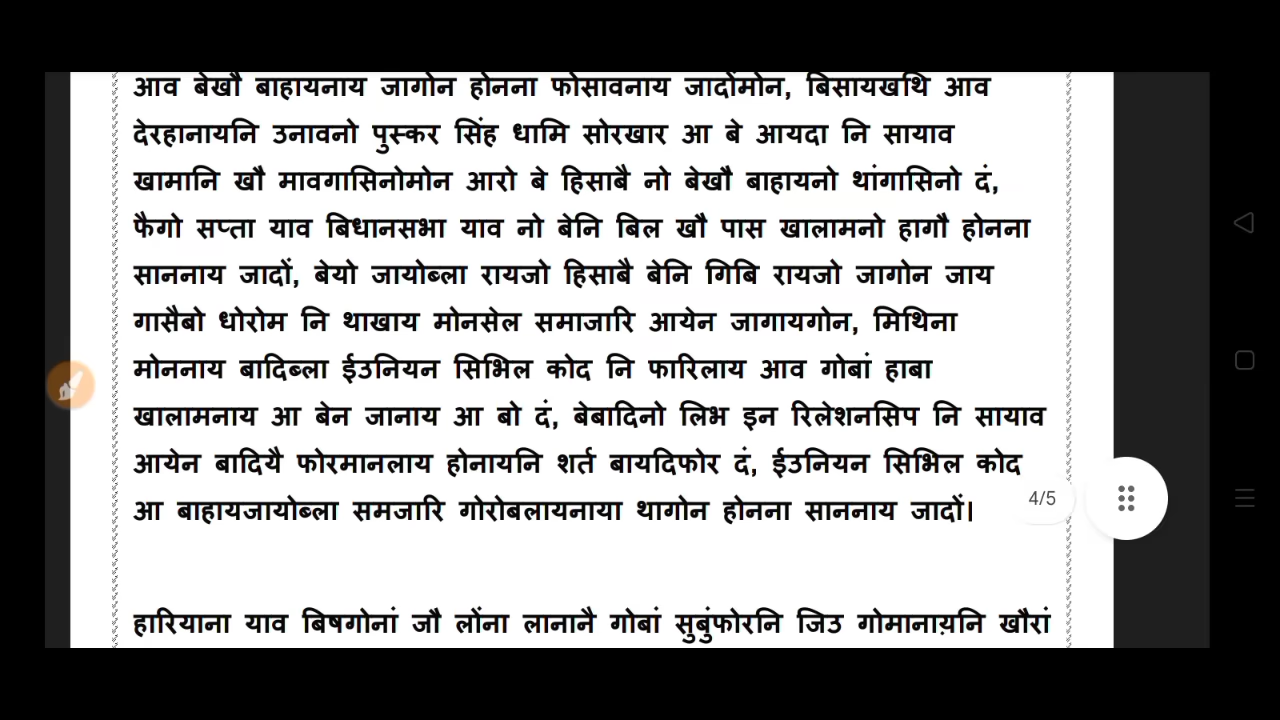 आव बेखौ बाहायनाय जागोन होनना फोसावनाय जादोंमोन, बिसायखथि आव
देरहानायनि उनावनो पुस्कर सिंह धामि सोरखार आ बे आयदा नि सायाव
खामानि खौ मावगासिनोमोन आरो बे हिसाबै नो बेखौ बाहायनो थांगासिनो दं,
फैगो सप्ता याव बिधानसभा याव नो बेनि बिल खौ पास खालामनो हागौ होनना
साननाय जादों, बेयो जायोब्ला रायजो हिसाबै बेनि गिबि रायजो जागोन जाय
गासैबो धोरोम नि थाखाय मोनसेल समाजारि आयेन जागायगोन, मिथिना
मोननाय बादिब्ला ईउनियन सिभिल कोद नि फारिलाय आव गोबां हाबा
खालामनाय आ बेन जानाय आ बो दं, बेबादिनो लिभ इन रिलेशनसिप नि सायाव
आयेन बादियै फोरमानलाय होनायनि शर्त बायदिफोर दं, ईउनियन सिभिल कोद
आ बाहायजायोब्ला समजारि गोरोबलायनाया थागोन होनना साननाय जादों।
4/5
हारियाना याव बिषगोनां जौ लोंना लानानै गोबां सुबुंफोरनि जिउ गोमानाय़नि खौरां